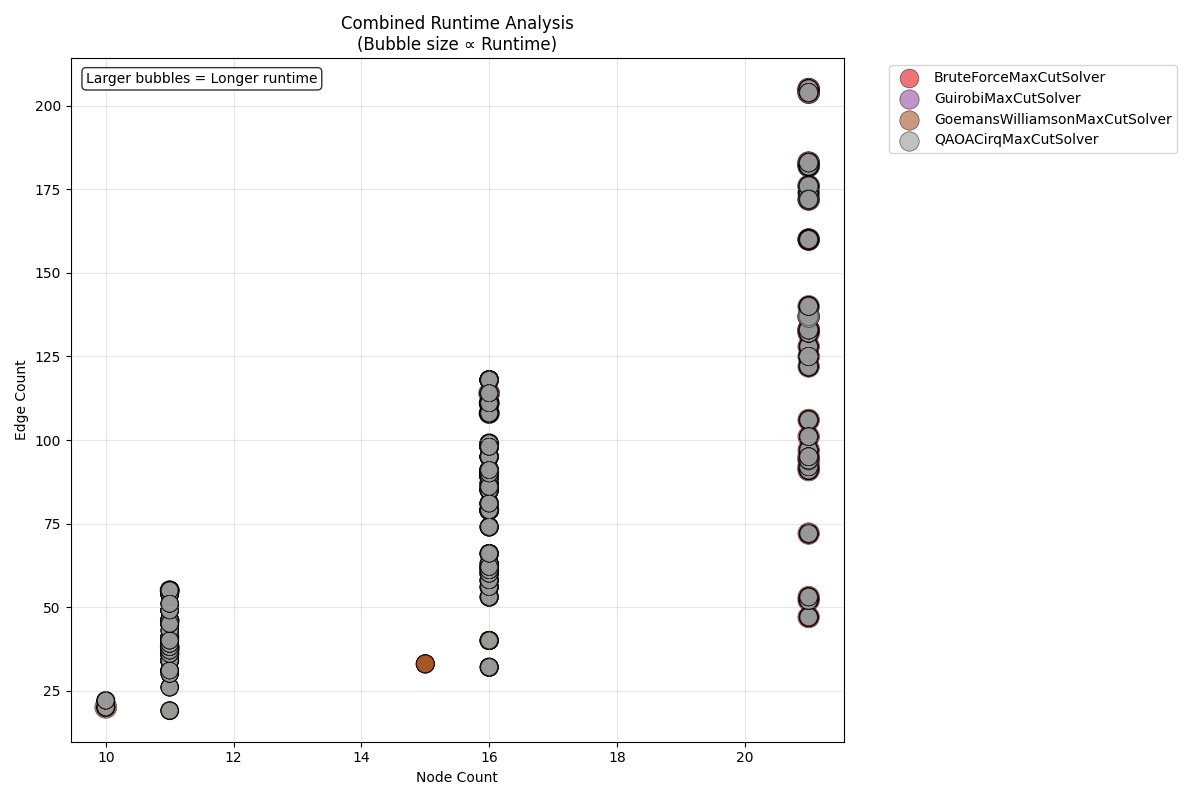 Combined Runtime Analysis
(Bubble size ∝ Runtime)
Larger bubbles = Longer runtime
BruteForceMaxCutSolver
GuirobiMaxCutSolver
GoemansWilliamsonMaxCutSolver
QAOACirqMaxCutSolver
200
175
150
125
100
75
50
25
Edge Count
10
12
14
16
18
20
Node Count